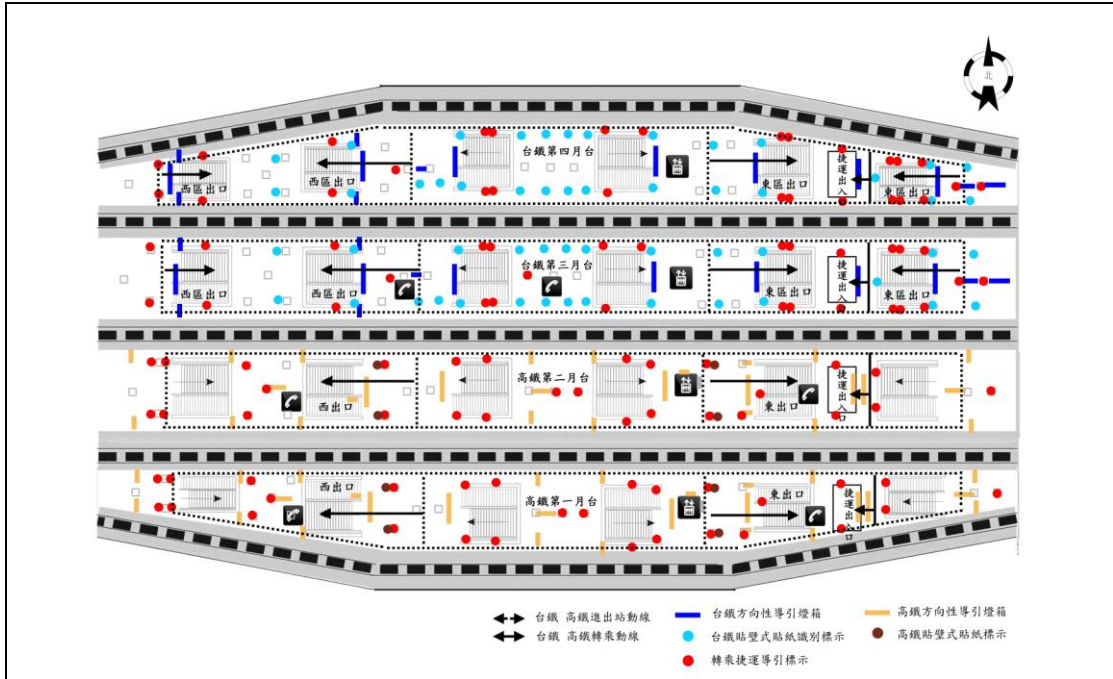 北
台鐵第四月台
西區出口
西區出口
東區出口
捷運出入口
東區出口
台鐵第三月台
西區出口
西區出口
東區出口
捷運出入口
東區出口
高鐵第二月台
西出口
東出口
捷運出入口
高鐵第一月台
西出口
東出口
捷運出入口
台鐵 高鐵進出站動線
台鐵方向性導引燈箱
高鐵方向性導引燈箱
台鐵 高鐵轉乘動線
台鐵貼壁式貼紙識別標示
高鐵貼壁式貼紙標示
轉乘捷運導引標示